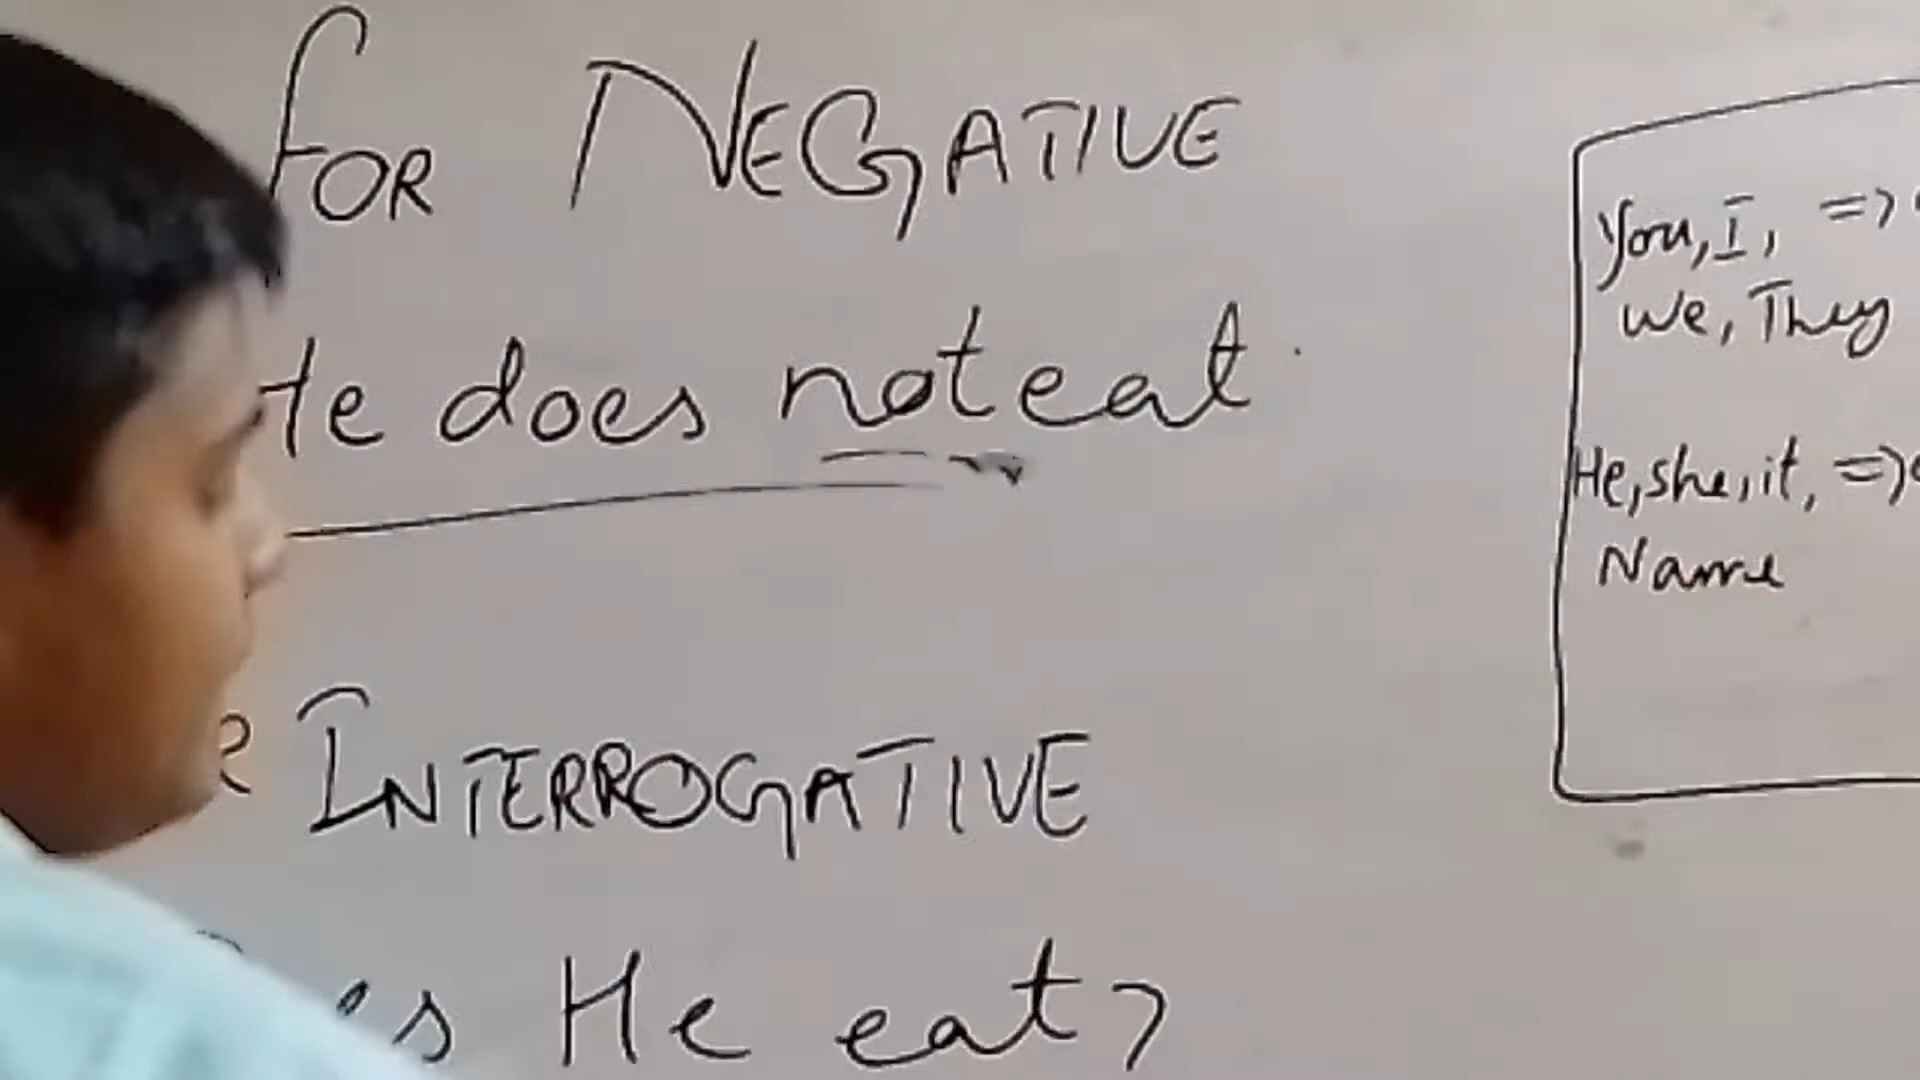 FOR NEGATIVE
He does not eat.
INTERROGATIVE
He eat?
You, I, =>
We, They
He, she, it, =>
Name